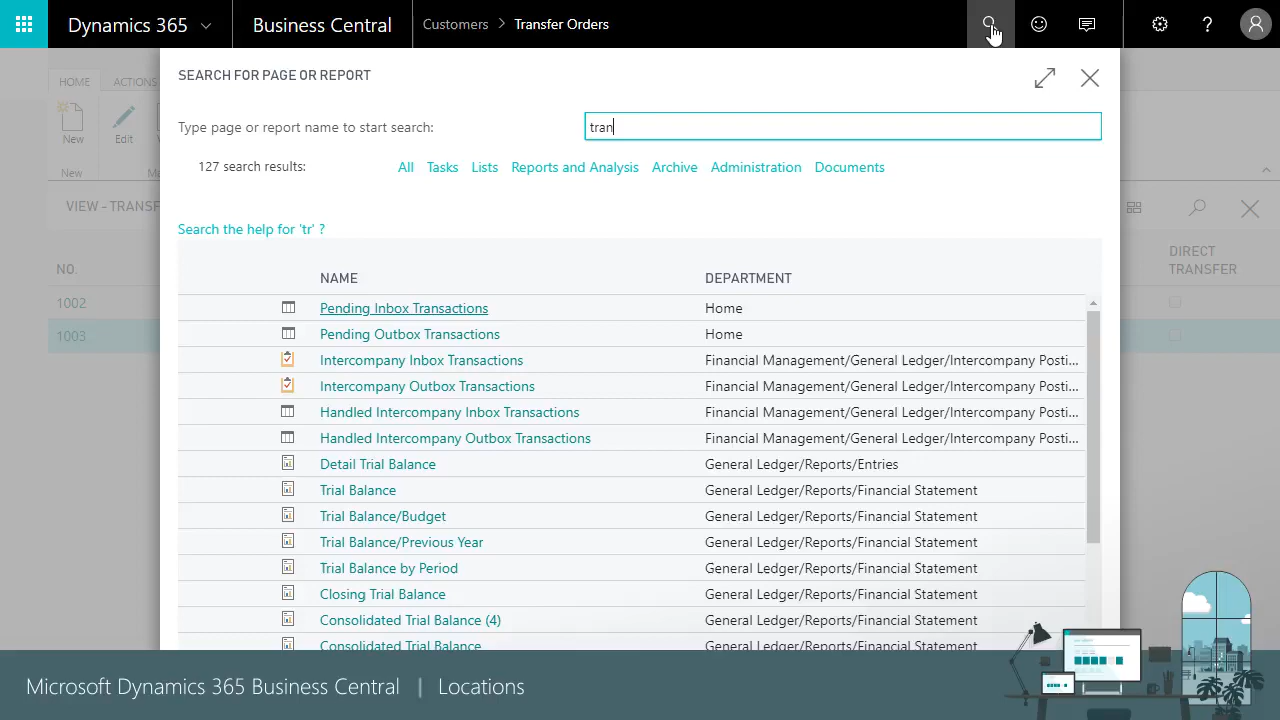 Dynamics 365 Business Central Customers > Transfer Orders
HOME ACTIONS
SEARCH FOR PAGE OR REPORT
New Edit
Type page or report name to start search: tran
127 search results: All Tasks Lists Reports and Analysis Archive Administration Documents
New
VIEW - TRANSF
Search the help for 'tr' ?
NO. DIRECT
TRANSFER
NAME DEPARTMENT
1002 Pending Inbox Transactions Home
1003 Pending Outbox Transactions Home
Intercompany Inbox Transactions Financial Management/General Ledger/Intercompany Posti...
Intercompany Outbox Transactions Financial Management/General Ledger/Intercompany Posti...
Handled Intercompany Inbox Transactions Financial Management/General Ledger/Intercompany Posti...
Handled Intercompany Outbox Transactions Financial Management/General Ledger/Intercompany Posti...
Detail Trial Balance General Ledger/Reports/Entries
Trial Balance General Ledger/Reports/Financial Statement
Trial Balance/Budget General Ledger/Reports/Financial Statement
Trial Balance/Previous Year General Ledger/Reports/Financial Statement
Trial Balance by Period General Ledger/Reports/Financial Statement
Closing Trial Balance General Ledger/Reports/Financial Statement
Consolidated Trial Balance (4) General Ledger/Reports/Financial Statement
Consolidated Trial Balance General Ledger/Reports/Financial Statement
Microsoft Dynamics 365 Business Central | Locations